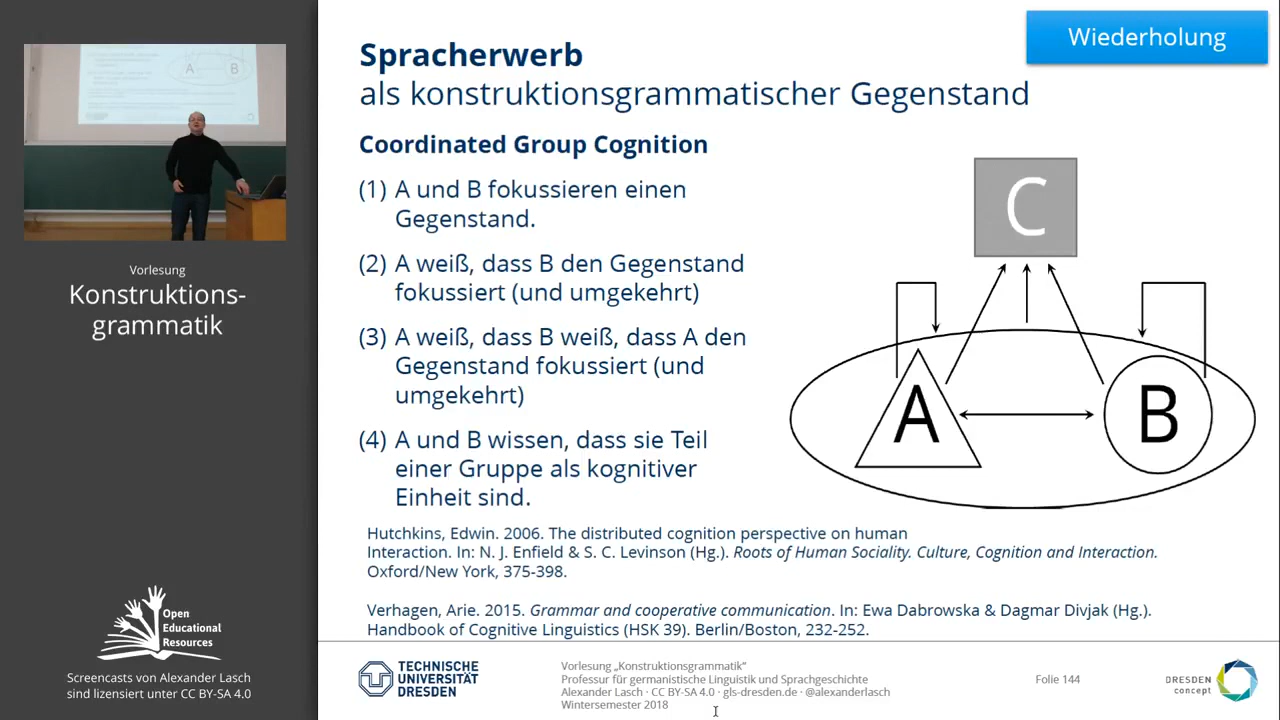 Wiederholung
Spracherwerb
als konstruktionsgrammatischer Gegenstand
Coordinated Group Cognition
(1) A und B fokussieren einen
Gegenstand.
(2) A weiß, dass B den Gegenstand
fokussiert (und umgekehrt)
(3) A weiß, dass B weiß, dass A den
Gegenstand fokussiert (und
umgekehrt)
(4) A und B wissen, dass sie Teil
einer Gruppe als kognitiver
Einheit sind.
C
A
B
Hutchkins, Edwin. 2006. The distributed cognition perspective on human
Interaction. In: N. J. Enfield & S. C. Levinson (Hg.). Roots of Human Sociality. Culture, Cognition and Interaction.
Oxford/New York, 375-398.
Verhagen, Arie. 2015. Grammar and cooperative communication. In: Ewa Dabrowska & Dagmar Divjak (Hg.).
Handbook of Cognitive Linguistics (HSK 39). Berlin/Boston, 232-252.
A B
Vorlesung
Konstruktions-
grammatik
Open
Educational
Resources
Screencasts von Alexander Lasch
sind lizensiert unter CC BY-SA 4.0
TECHNISCHE
UNIVERSITÄT
DRESDEN
Vorlesung „Konstruktionsgrammatik“
Professur für germanistische Linguistik und Sprachgeschichte
Alexander Lasch · CC BY-SA 4.0 · gls-dresden.de · @alexanderlasch
Wintersemester 2018
Folie 144
DRESDEN
concept